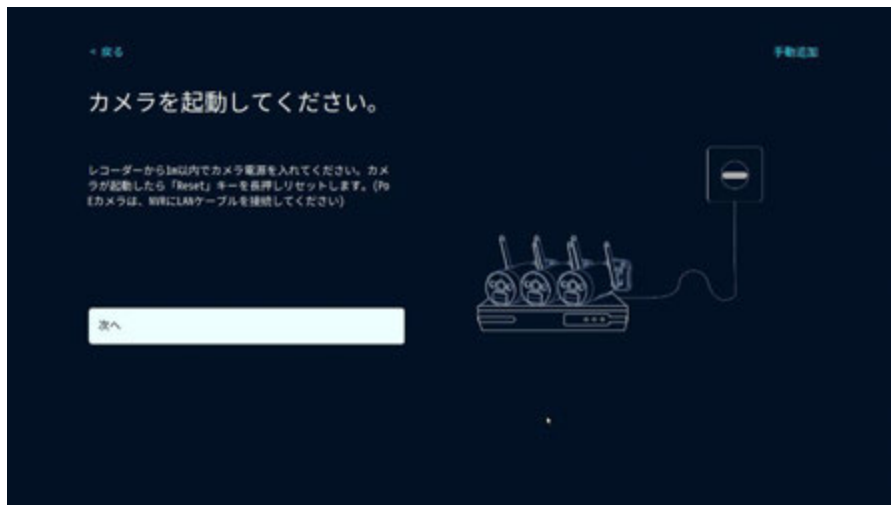 < 戻る
手動追加
カメラを起動してください。
レコーダーから1m以内でカメラ電源を入れてください。カメ
ラが起動したら「Reset」キーを長押しリセットします。(Po
Eカメラは、NVRにLANケーブルを接続してください)
次へ